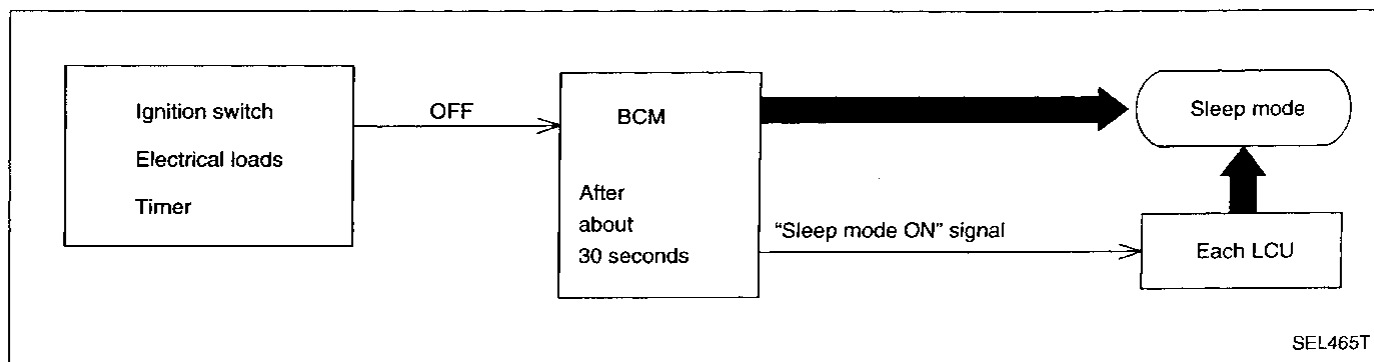 Ignition switch
Electrical loads
Timer
OFF
BCM
After
about
30 seconds
"Sleep mode ON" signal
Sleep mode
Each LCU
SEL465T